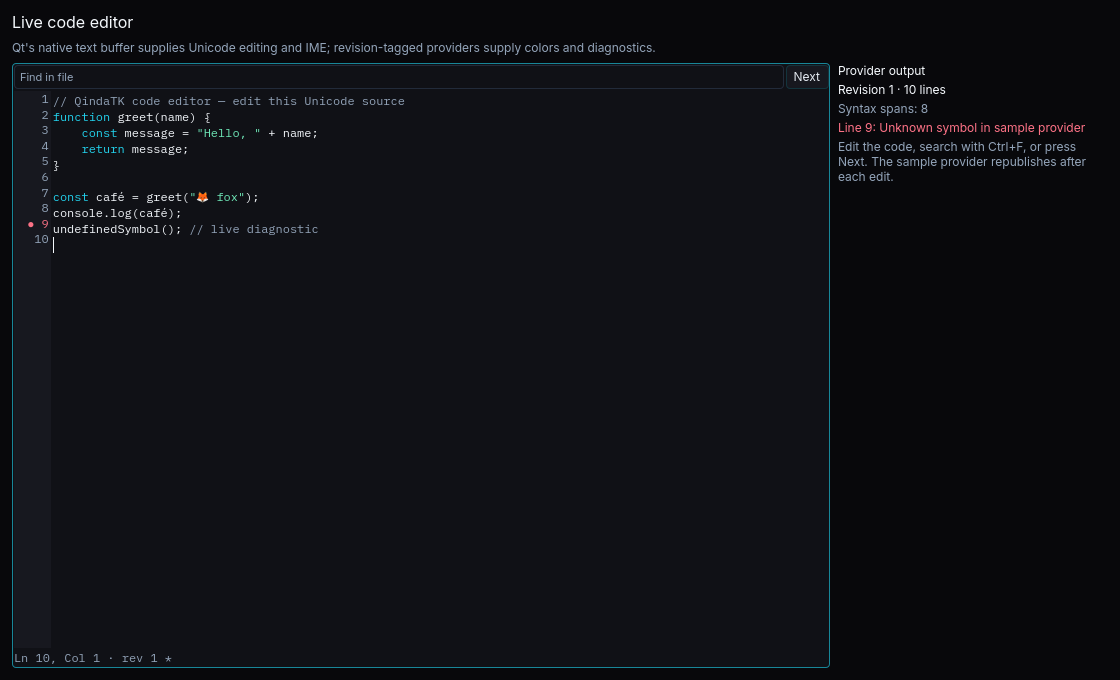 Live code editor
Qt's native text buffer supplies Unicode editing and IME; revision-tagged providers supply colors and diagnostics.
Find in file Next
1 // QindaTK code editor — edit this Unicode source
2 function greet(name) {
3     const message = "Hello, " + name;
4     return message;
5 }
6
7 const café = greet("🦊 fox");
8 console.log(café);
● 9 undefinedSymbol(); // live diagnostic
10
Ln 10, Col 1 · rev 1 ★
Provider output
Revision 1 · 10 lines
Syntax spans: 8
Line 9: Unknown symbol in sample provider
Edit the code, search with Ctrl+F, or press
Next. The sample provider republishes after
each edit.